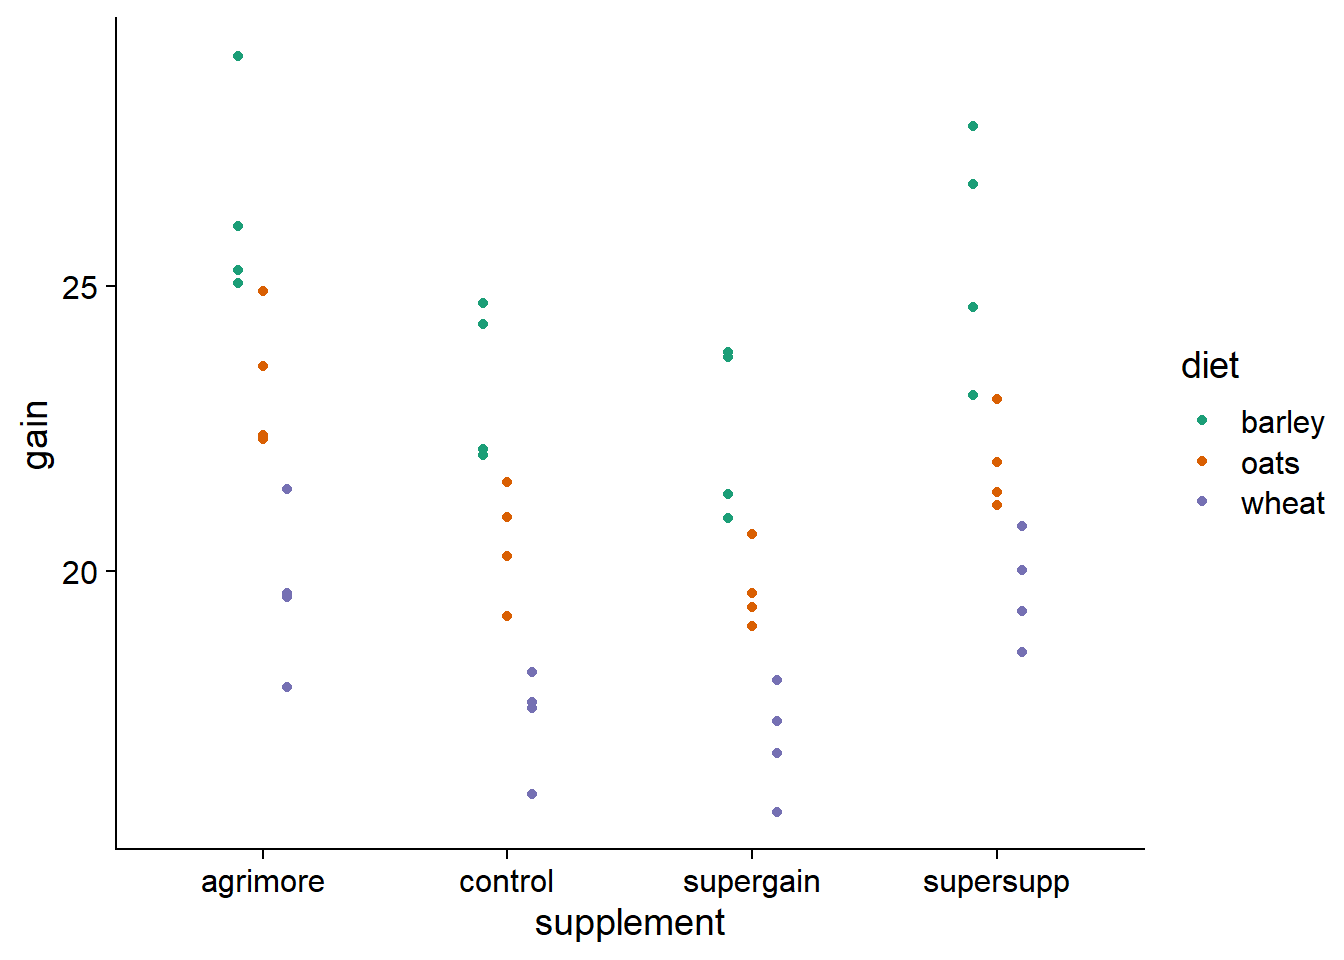 gain
25
20
agrimore control supergain supersupp
supplement
diet
barley
oats
wheat